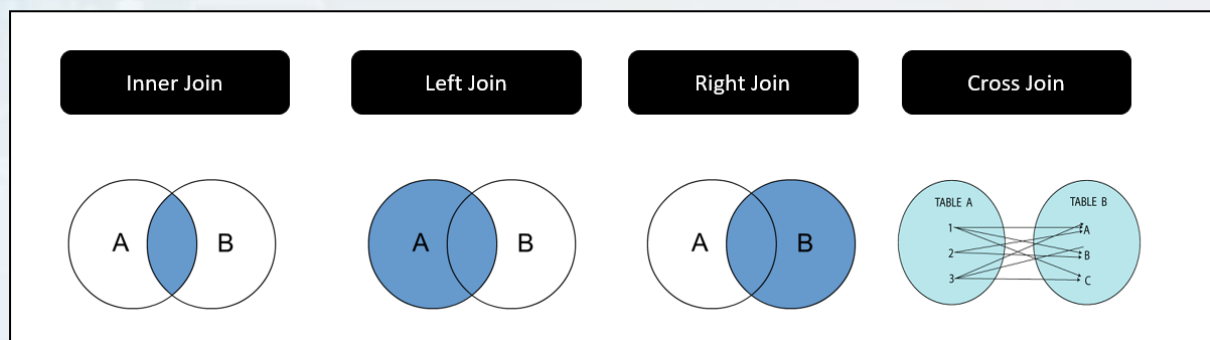 Inner Join
Left Join
Right Join
Cross Join
A
B
A
B
A
B
TABLE A
1
2
3
TABLE B
A
B
C